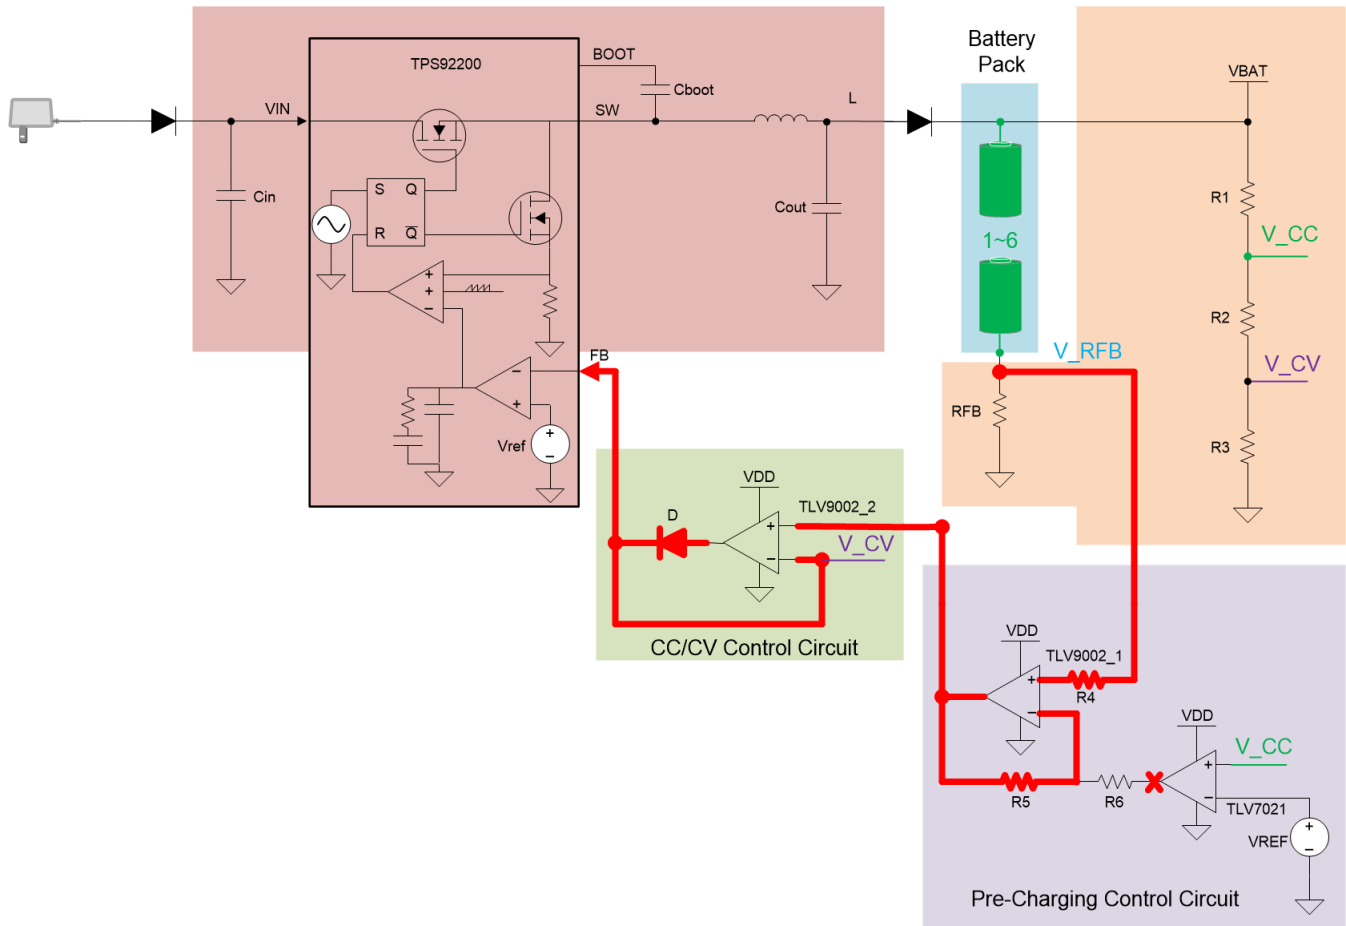 Battery
Pack
TPS92200
BOOT
Cboot
VBAT
VIN
SW
L
Cin
S Q
R Q
Cout
1~6
R1
V_CC
R2
V_CV
R3
FB
V_RFB
RFB
Vref
VDD
TLV9002_2
D
V_CV
CC/CV Control Circuit
VDD
TLV9002_1
R4
VDD
V_CC
R5
R6
TLV7021
VREF
Pre-Charging Control Circuit